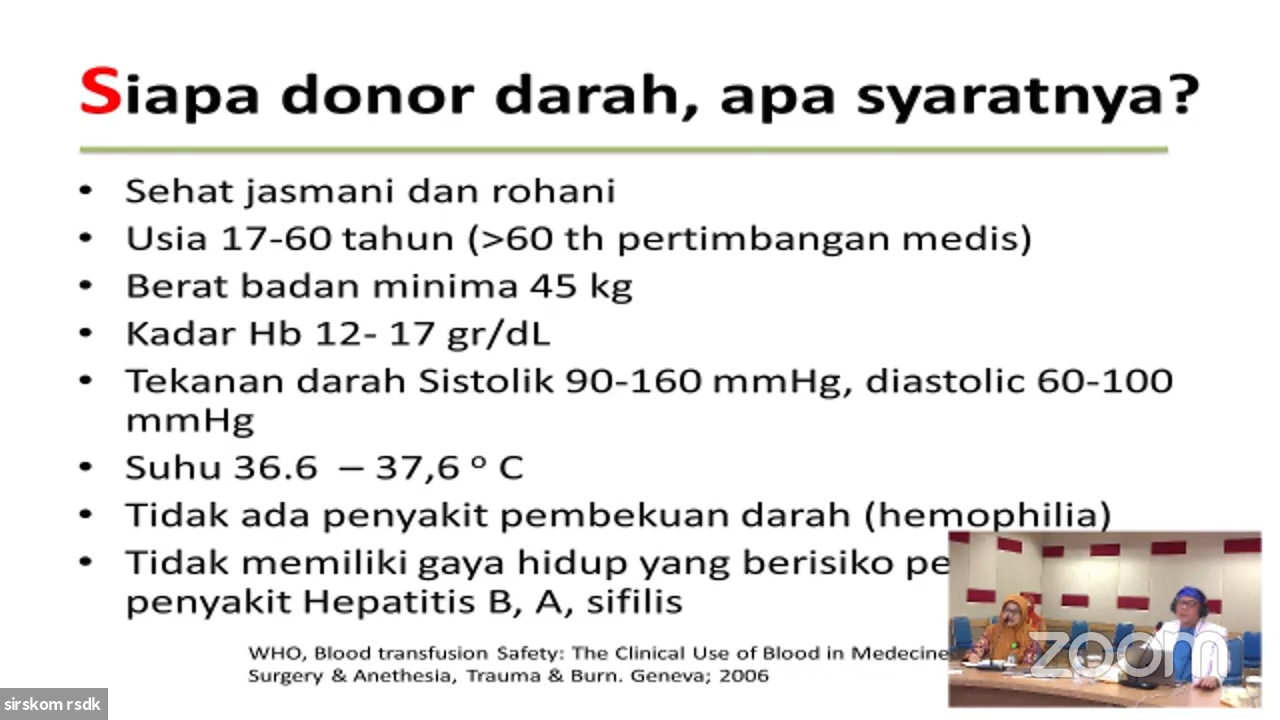 Siapa donor darah, apa syaratnya?
• Sehat jasmani dan rohani
• Usia 17-60 tahun (>60 th pertimbangan medis)
• Berat badan minima 45 kg
• Kadar Hb 12- 17 gr/dL
• Tekanan darah Sistolik 90-160 mmHg, diastolic 60-100
mmHg
• Suhu 36.6 – 37,6 º C
• Tidak ada penyakit pembekuan darah (hemophilia)
• Tidak memiliki gaya hidup yang berisiko
penyakit Hepatitis B, A, sifilis
WHO, Blood transfusion Safety: The Clinical Use of Blood in Medecine
Surgery & Anethesia, Trauma & Burn. Geneva; 2006
zoom
sirskom rsdk